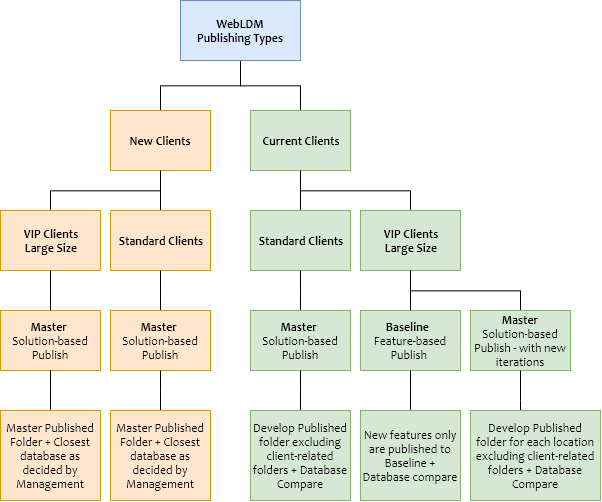 WebLDM
Publishing Types
New Clients
Current Clients
VIP Clients
Large Size
Standard Clients
Standard Clients
VIP Clients
Large Size
Master
Solution-based
Publish
Master
Solution-based
Publish
Master
Solution-based
Publish
Baseline
Feature-based
Publish
Master
Solution-based
Publish - with new
iterations
Master Published
Folder + Closest
database as
decided by
Management
Master Published
Folder + Closest
database as
decided by
Management
Develop Published
folder excluding
client-related
folders + Database
Compare
New features only
are published to
Baseline +
Database compare
Develop Published
folder for each location
excluding client-related
folders + Database
Compare